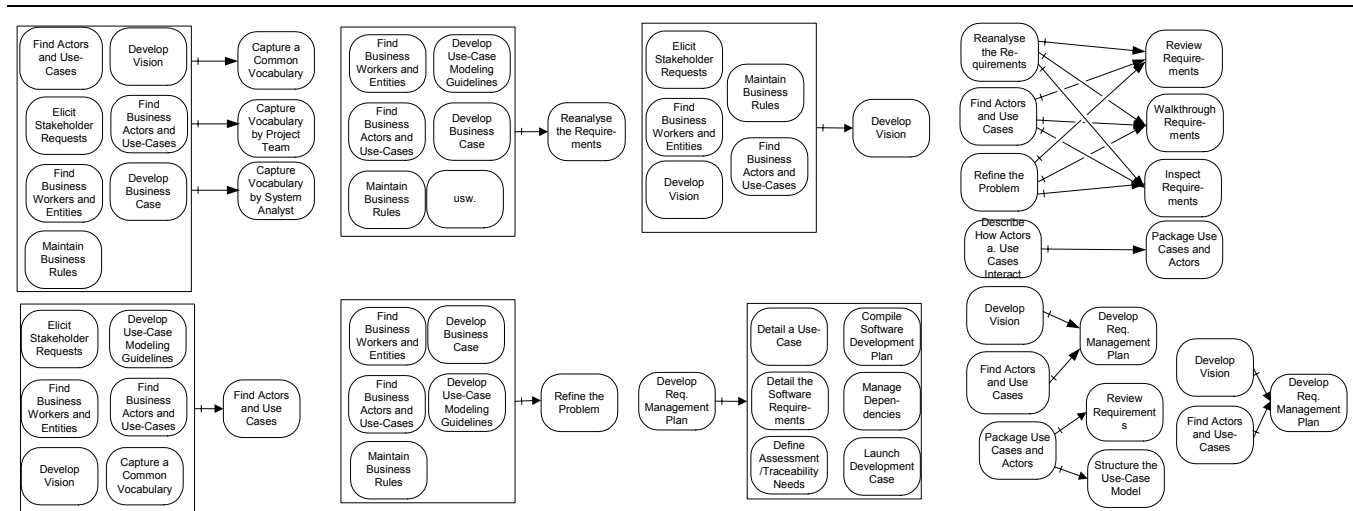 Find Actors
and Use-
Cases
Develop
Vision
Capture a
Common
Vocabulary
Elicit
Stakeholder
Requests
Find
Business
Actors and
Use-Cases
Capture
Vocabulary
by Project
Team
Find
Business
Workers and
Entities
Develop
Business
Case
Capture
Vocabulary
by System
Analyst
Maintain
Business
Rules
Find
Business
Workers and
Entities
Develop
Use-Case
Modeling
Guidelines
Find
Business
Actors and
Use-Cases
Develop
Business
Case
Reanalyse
the Require-
ments
Maintain
Business
Rules
usw.
Elicit
Stakeholder
Requests
Maintain
Business
Rules
Find
Business
Workers and
Entities
Develop
Vision
Find
Business
Actors and
Use-Cases
Develop
Vision
Reanalyse
the Re-
quirements
Review
Require-
ments
Find Actors
and Use
Cases
Walkthrough
Require-
ments
Refine the
Problem
Inspect
Require-
ments
Describe
How Actors
a. Use
Cases
Interact
Package Use
Cases and
Actors
Elicit
Stakeholder
Requests
Develop
Use-Case
Modeling
Guidelines
Find
Business
Workers and
Entities
Find
Business
Actors and
Use-Cases
Find Actors
and Use
Cases
Develop
Vision
Capture a
Common
Vocabulary
Find
Business
Workers and
Entities
Develop
Business
Case
Find
Business
Actors and
Use-Cases
Develop
Use-Case
Modeling
Guidelines
Refine the
Problem
Maintain
Business
Rules
Develop
Req.
Management
Plan
Detail a Use-
Case
Compile
Software
Development
Plan
Detail the
Software
Require-
ments
Manage
Depen-
dencies
Define
Assessment
/Traceability
Needs
Launch
Development
Case
Develop
Vision
Develop
Req.
Management
Plan
Find Actors
and Use
Cases
Package Use
Cases and
Actors
Review
Requirement
s
Structure the
Use-Case
Model
Develop
Vision
Develop
Req.
Management
Plan
Find Actors
and Use-
Cases